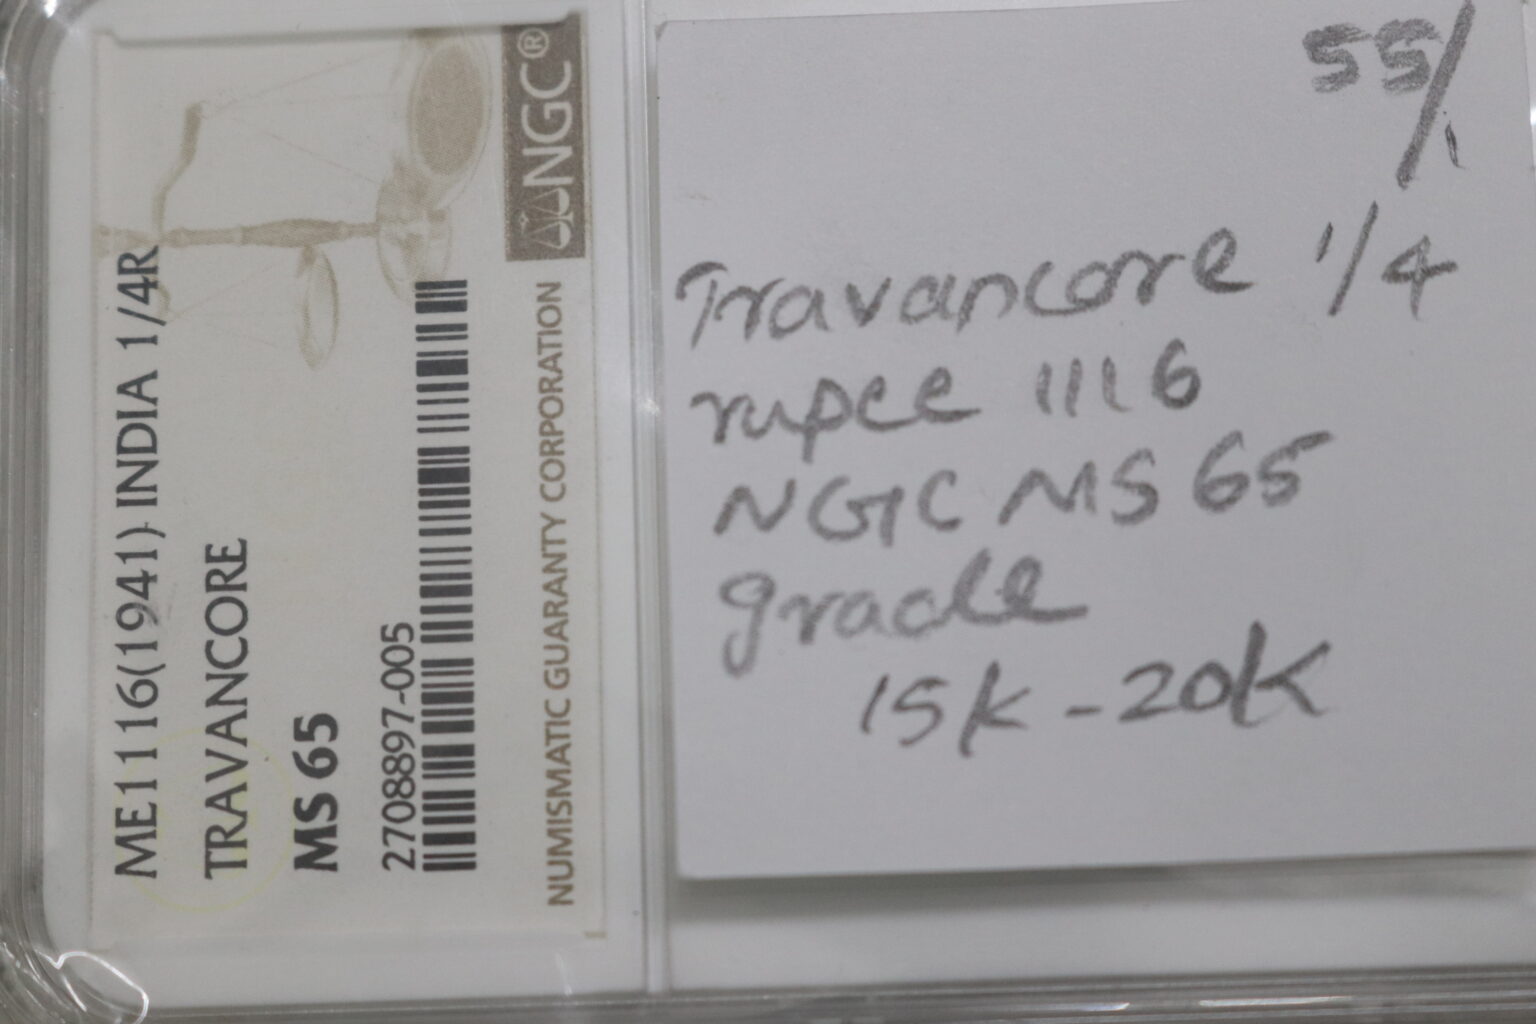 ME1116(1941) INDIA 1/4R
TRAVANCORE
MS 65
2708897-005
NGC®
NUMISMATIC GUARANTY CORPORATION
55/1
Travancore 1/4
rupee 1116
NGC MS 65
grade
15k-20k